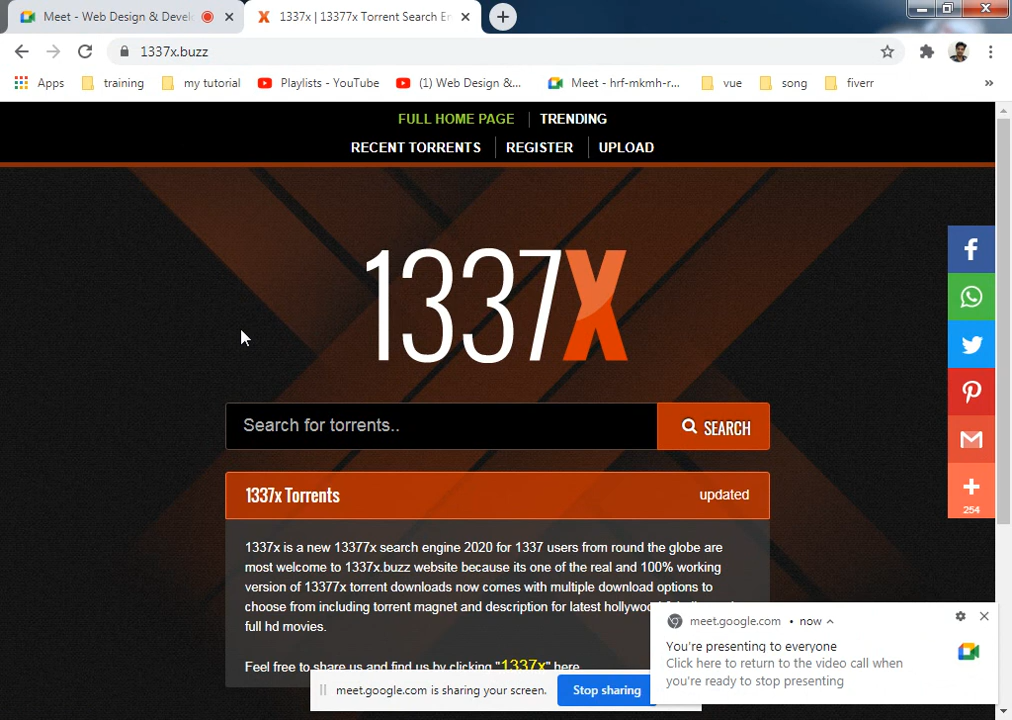 Meet - Web Design & Develo
1337x | 13377x Torrent Search En
1337x.buzz
Apps
training
my tutorial
Playlists - YouTube
(1) Web Design &...
Meet - hrf-mkmh-r...
vue
song
fiverr
»
FULL HOME PAGE
TRENDING
RECENT TORRENTS
REGISTER
UPLOAD
1337X
Search for torrents..
SEARCH
254
1337x Torrents
updated
1337x is a new 13377x search engine 2020 for 1337 users from round the globe are
most welcome to 1337x.buzz website because its one of the real and 100% working
version of 13377x torrent downloads now comes with multiple download options to
choose from including torrent magnet and description for latest hollywood
full hd movies.
Feel free to share us and find us by clicking "1337x" here
meet.google.com • now
You're presenting to everyone
Click here to return to the video call when
you're ready to stop presenting
meet.google.com is sharing your screen.
Stop sharing